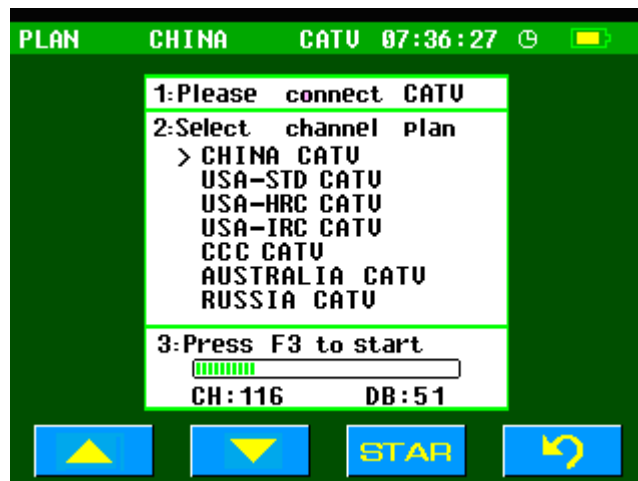 PLAN CHINA CATV 07:36:27
1:Please connect CATV
2:Select channel plan
> CHINA CATV
USA-STD CATV
USA-HRC CATV
USA-IRC CATV
CCC CATV
AUSTRALIA CATV
RUSSIA CATV
3:Press F3 to start
CH:116 DB:51
STAR